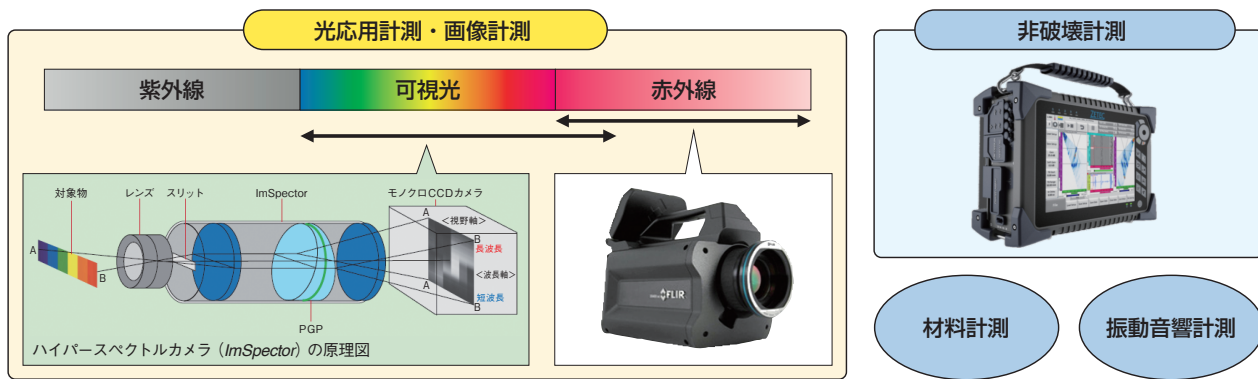 光応用計測・画像計測
紫外線
可視光
赤外線
対象物
レンズ
スリット
ImSpector
モノクロCCDカメラ
A
B
A
<視野軸>
B
長波長
<波長軸>
A
短波長
B
PGP
ハイパースペクトルカメラ（ImSpector）の原理図
FLIR
非破壊計測
材料計測
振動音響計測